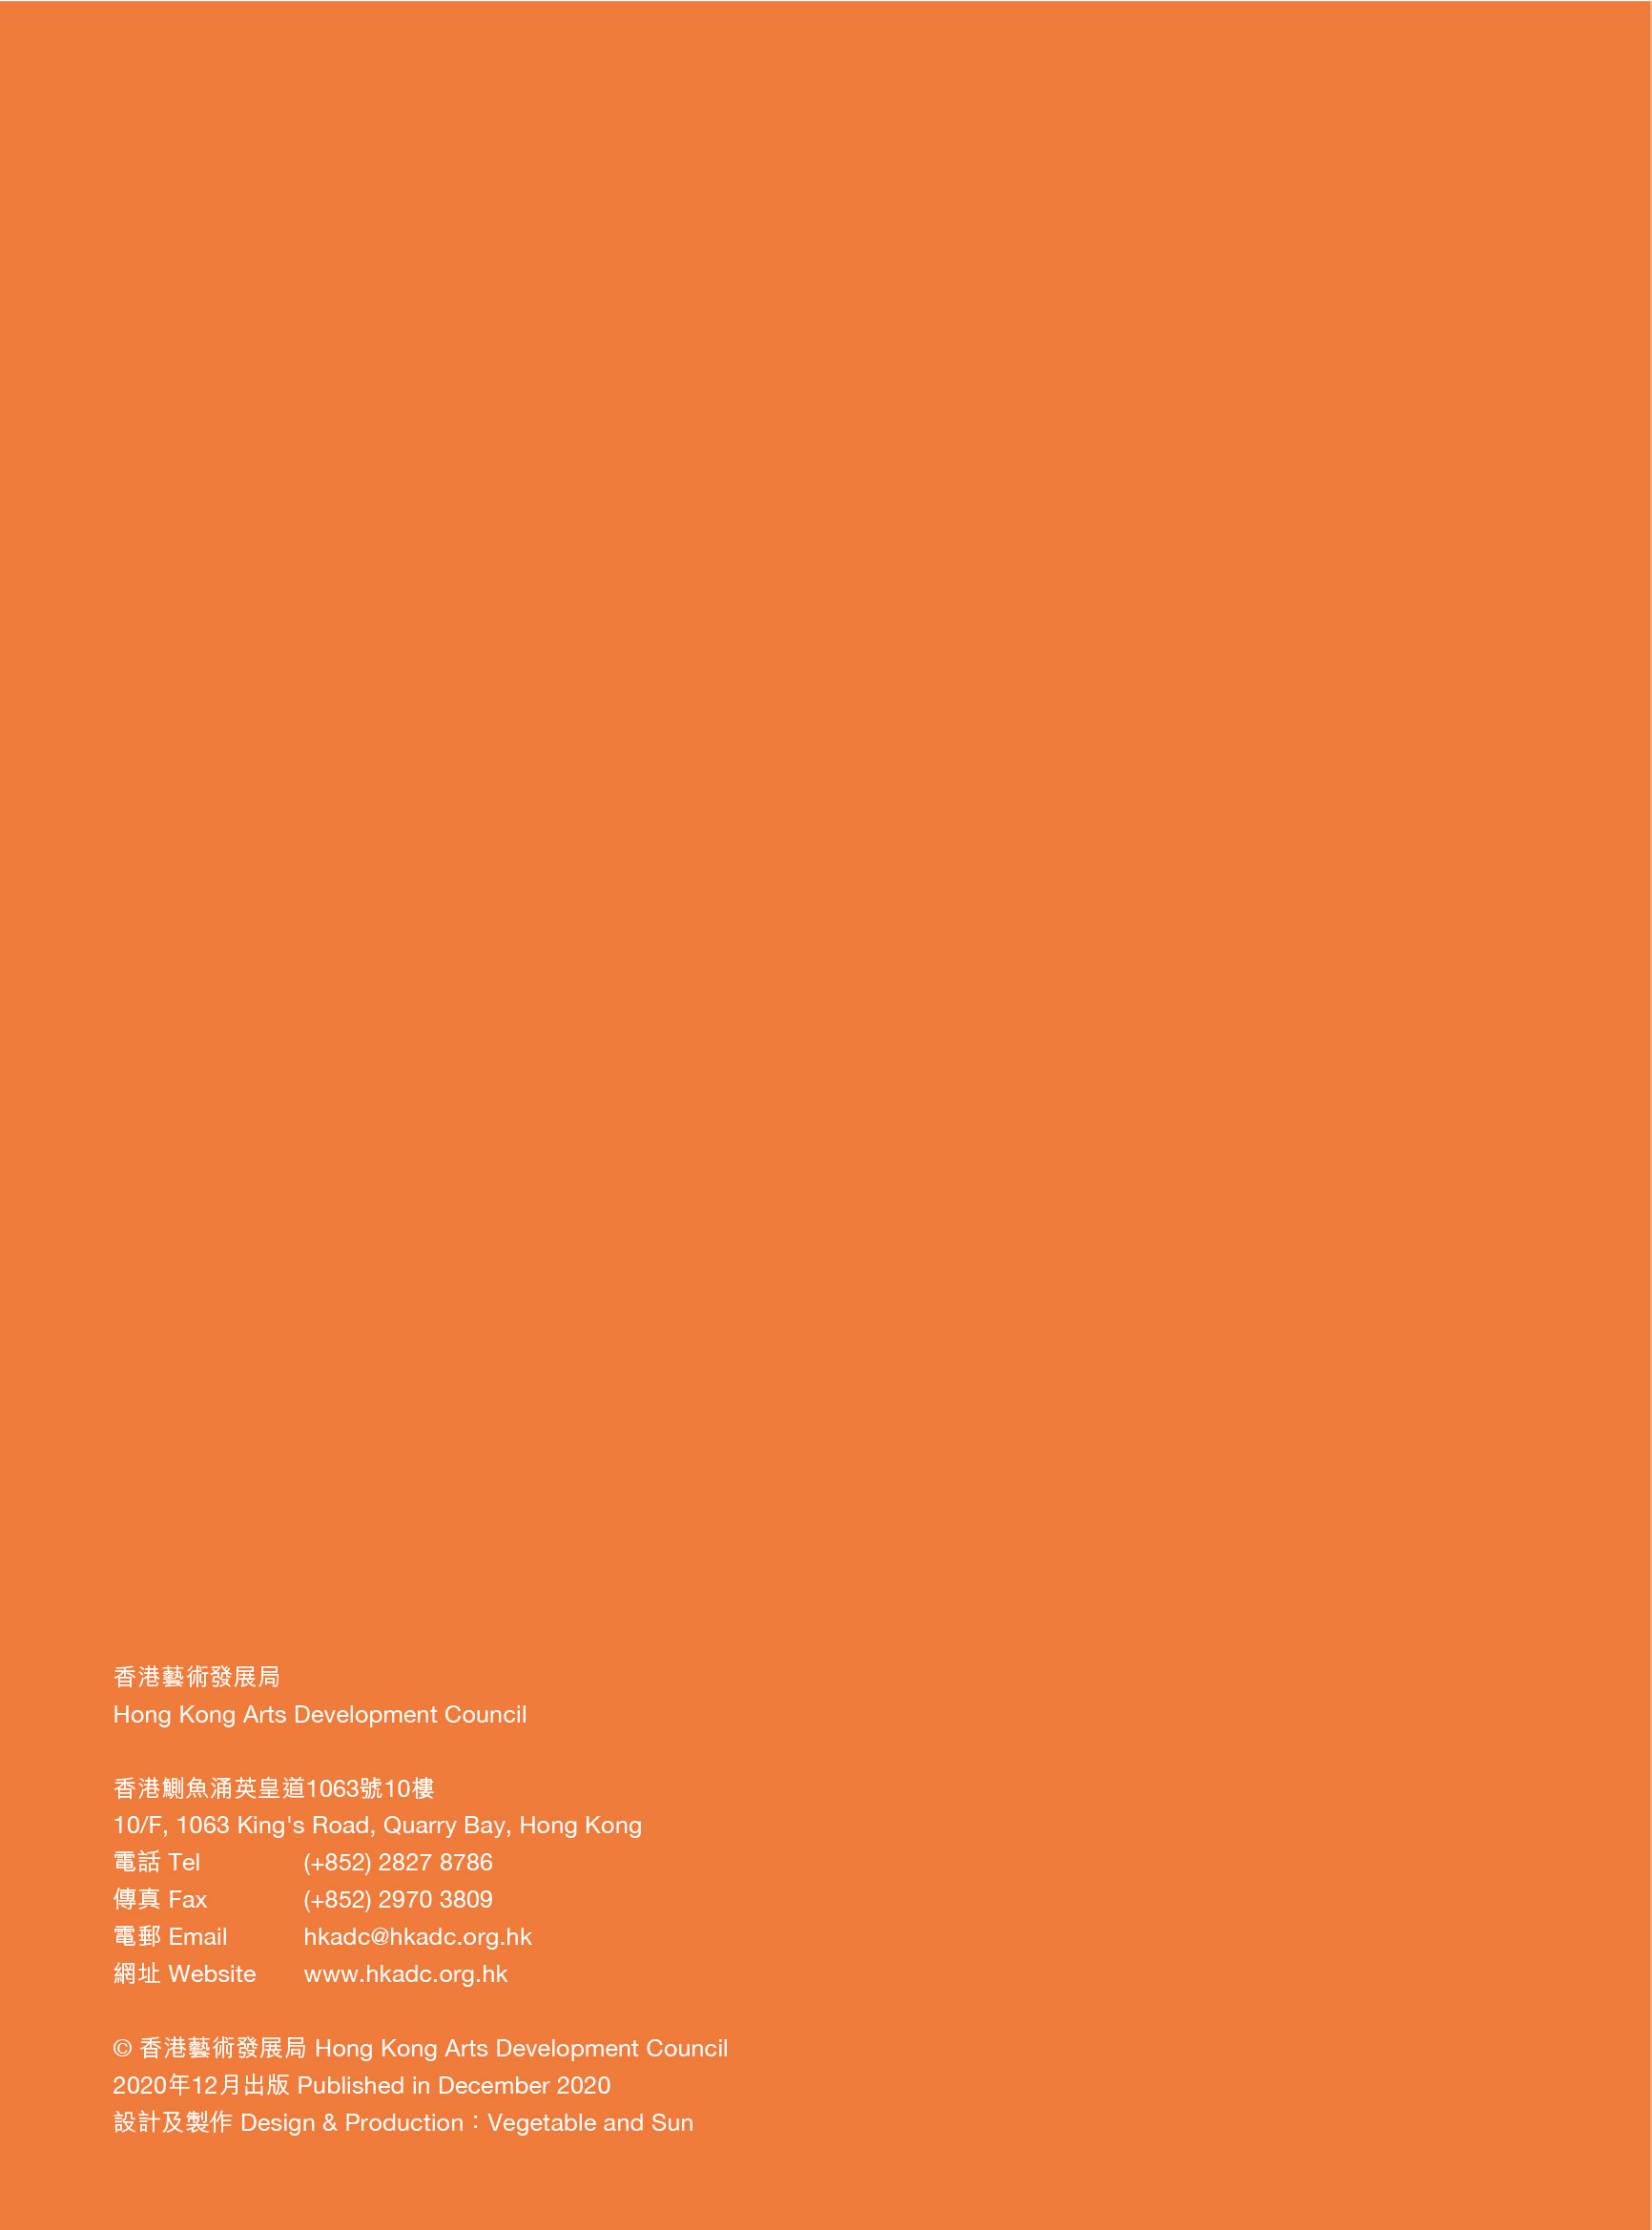 香港藝術發展局
Hong Kong Arts Development Council
香港鰂魚涌英皇道1063號10樓
10/F, 1063 King's Road, Quarry Bay, Hong Kong
電話 Tel (+852) 2827 8786
傳真 Fax (+852) 2970 3809
電郵 Email hkadc@hkadc.org.hk
網址 Website www.hkadc.org.hk
© 香港藝術發展局 Hong Kong Arts Development Council
2020年12月出版 Published in December 2020
設計及製作 Design & Production：Vegetable and Sun